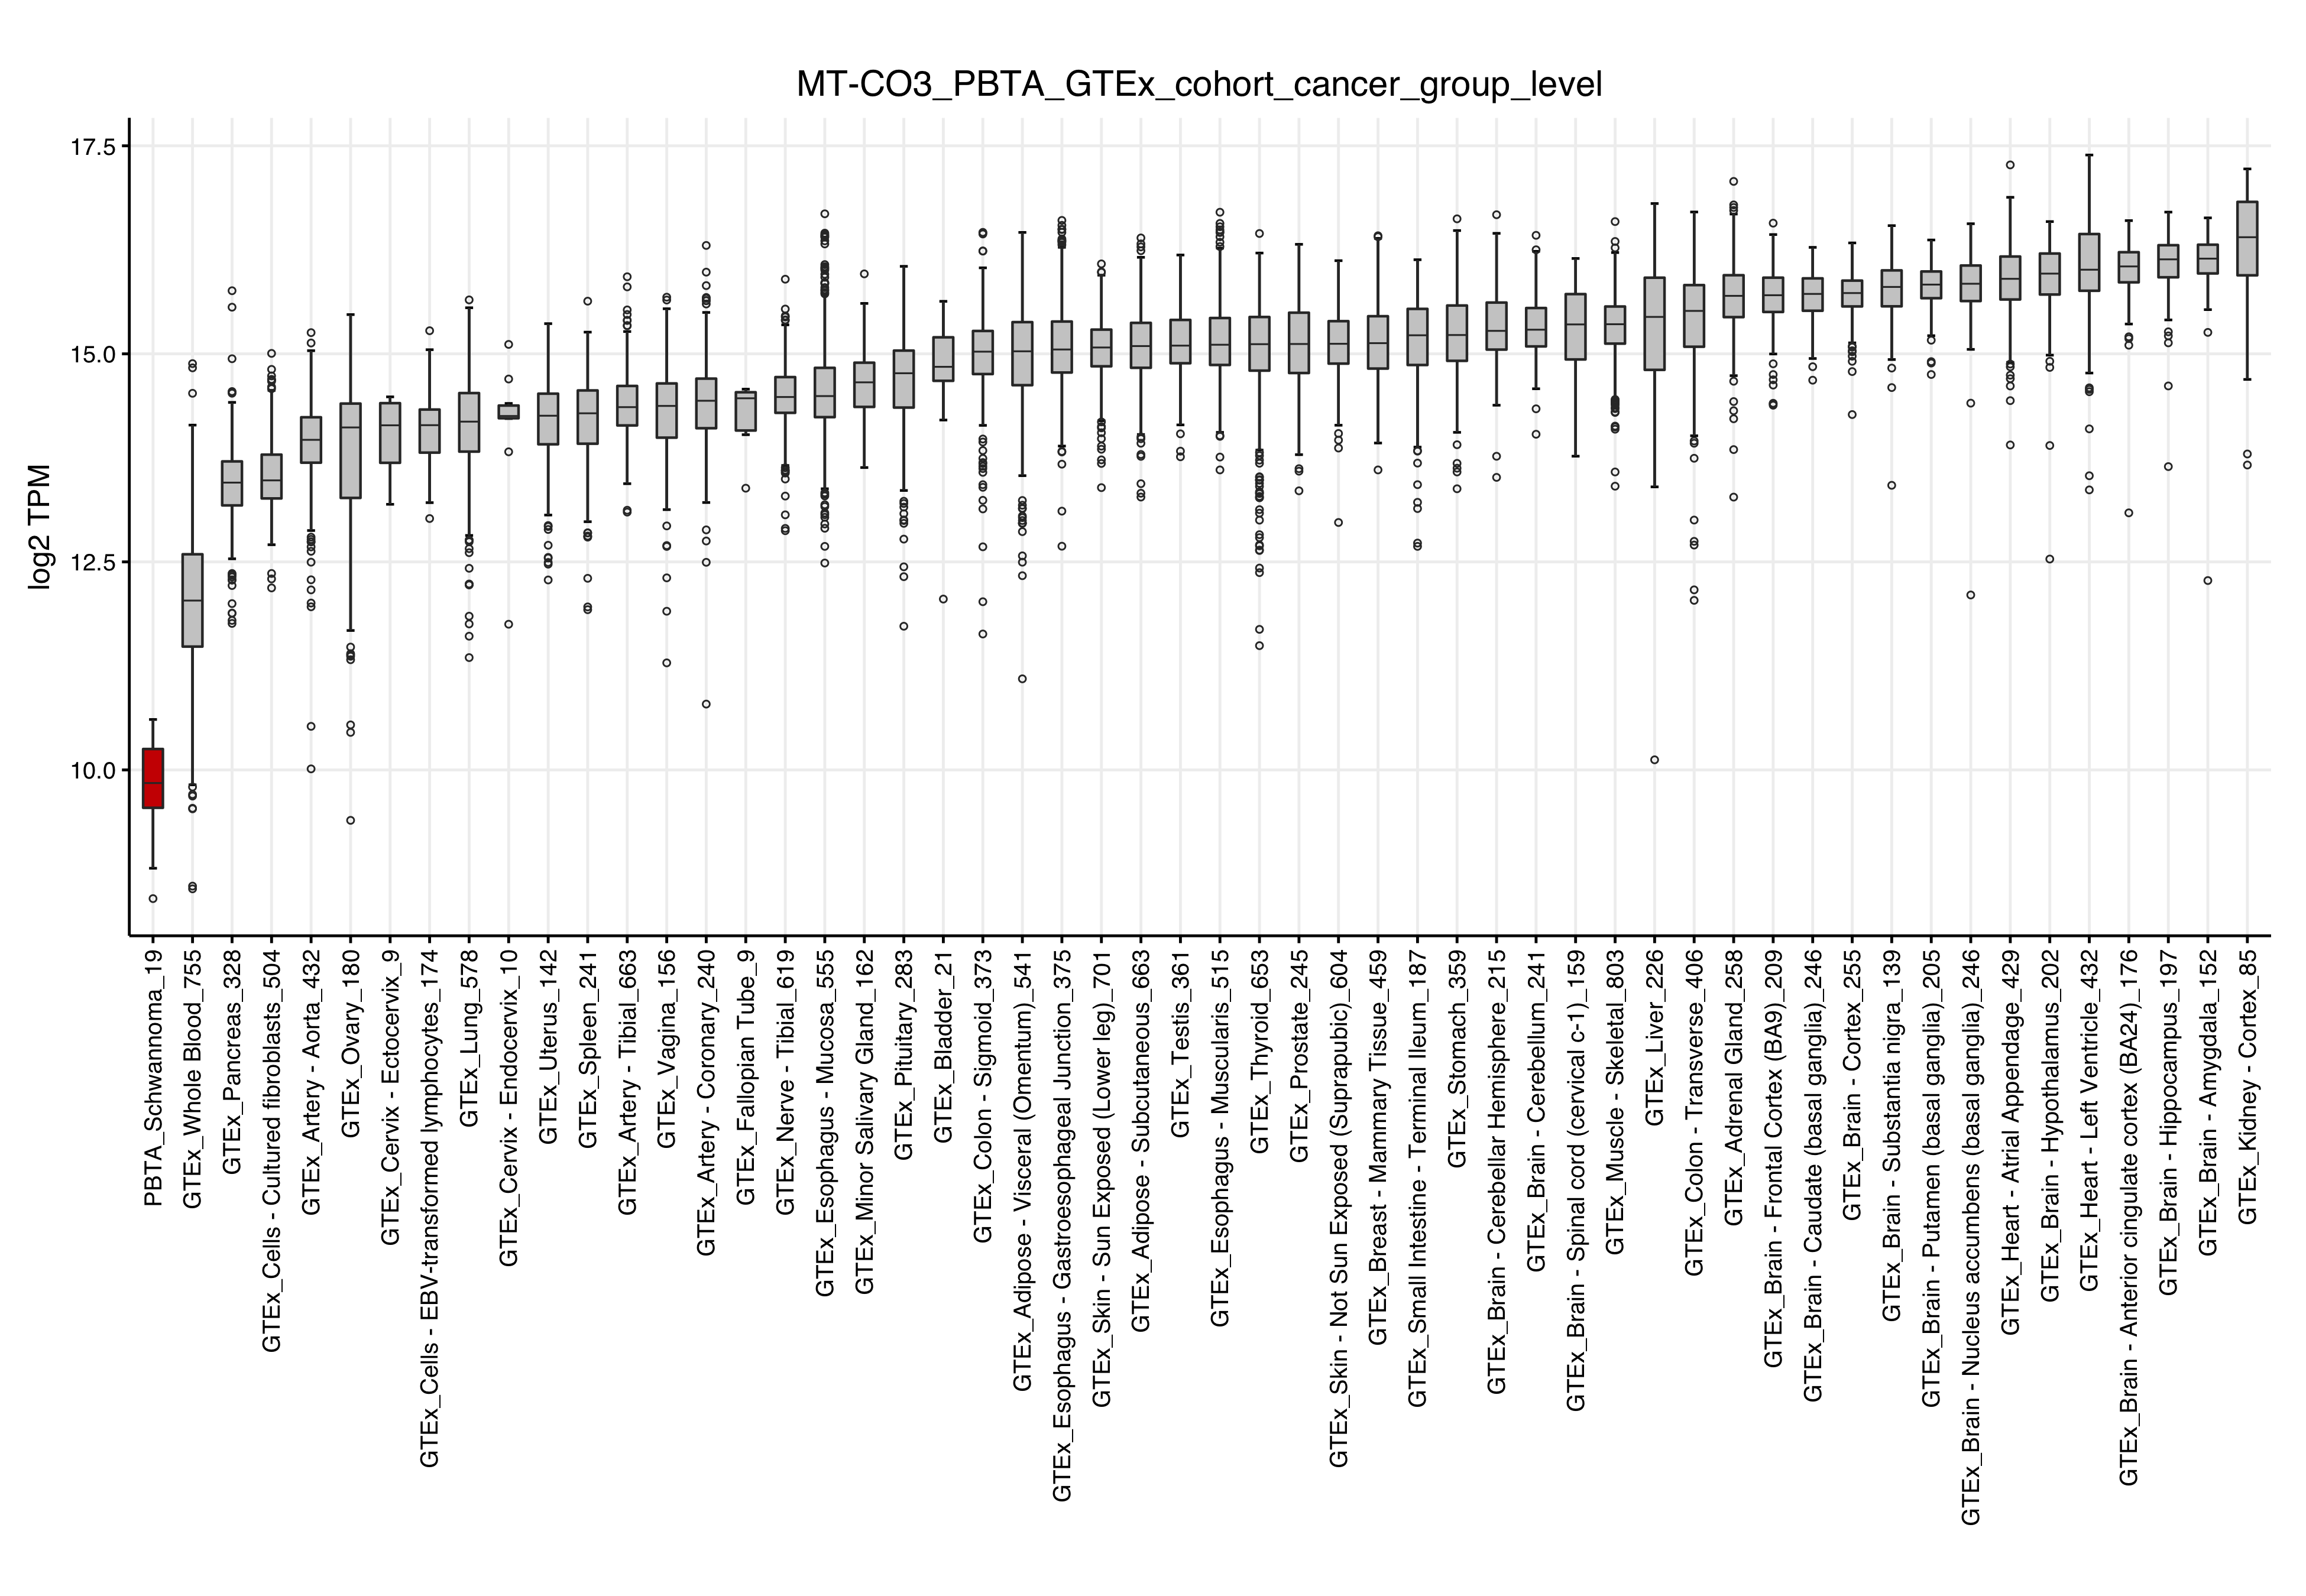 MT-CO3_PBTA_GTEx_cohort_cancer_group_level
log2 TPM
17.5
15.0
12.5
10.0
PBTA_Schwannoma_19
GTEx_Whole Blood_755
GTEx_Pancreas_328
GTEx_Cells - Cultured fibroblasts_504
GTEx_Artery - Aorta_432
GTEx_Ovary_180
GTEx_Cervix - Ectocervix_9
GTEx_Cells - EBV-transformed lymphocytes_174
GTEx_Lung_578
GTEx_Cervix - Endocervix_10
GTEx_Uterus_142
GTEx_Spleen_241
GTEx_Artery - Tibial_663
GTEx_Vagina_156
GTEx_Artery - Coronary_240
GTEx_Fallopian Tube_9
GTEx_Nerve - Tibial_619
GTEx_Esophagus - Mucosa_555
GTEx_Minor Salivary Gland_162
GTEx_Pituitary_283
GTEx_Bladder_21
GTEx_Colon - Sigmoid_373
GTEx_Adipose - Visceral (Omentum)_541
GTEx_Esophagus - Gastroesophageal Junction_375
GTEx_Skin - Sun Exposed (Lower leg)_701
GTEx_Adipose - Subcutaneous_663
GTEx_Testis_361
GTEx_Esophagus - Muscularis_515
GTEx_Thyroid_653
GTEx_Prostate_245
GTEx_Skin - Not Sun Exposed (Suprapubic)_604
GTEx_Breast - Mammary Tissue_459
GTEx_Small Intestine - Terminal Ileum_187
GTEx_Stomach_359
GTEx_Brain - Cerebellar Hemisphere_215
GTEx_Brain - Cerebellum_241
GTEx_Brain - Spinal cord (cervical c-1)_159
GTEx_Muscle - Skeletal_803
GTEx_Liver_226
GTEx_Colon - Transverse_406
GTEx_Adrenal Gland_258
GTEx_Brain - Frontal Cortex (BA9)_209
GTEx_Brain - Caudate (basal ganglia)_246
GTEx_Brain - Cortex_255
GTEx_Brain - Substantia nigra_139
GTEx_Brain - Putamen (basal ganglia)_205
GTEx_Brain - Nucleus accumbens (basal ganglia)_246
GTEx_Heart - Atrial Appendage_429
GTEx_Brain - Hypothalamus_202
GTEx_Heart - Left Ventricle_432
GTEx_Brain - Anterior cingulate cortex (BA24)_176
GTEx_Brain - Hippocampus_197
GTEx_Brain - Amygdala_152
GTEx_Kidney - Cortex_85